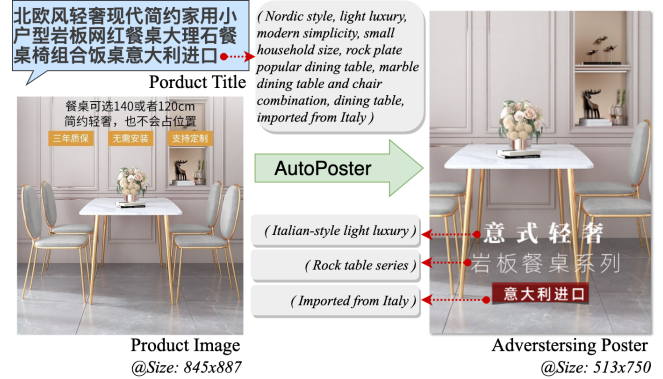 北欧风轻奢现代简约家用小
户型岩板网红餐桌大理石餐
桌椅组合饭桌意大利进口
Porduct Title
( Nordic style, light luxury,
modern simplicity, small
household size, rock plate
popular dining table, marble
dining table and chair
combination, dining table,
imported from Italy )
餐桌可选140或者120cm
简约轻奢，也不会占位置
三年质保
无需安装
支持定制
AutoPoster
( Italian-style light luxury )
意式轻奢
( Rock table series )
岩板餐桌系列
( Imported from Italy )
意大利进口
Product Image
@Size: 845x887
Adverstersing Poster
@Size: 513x750